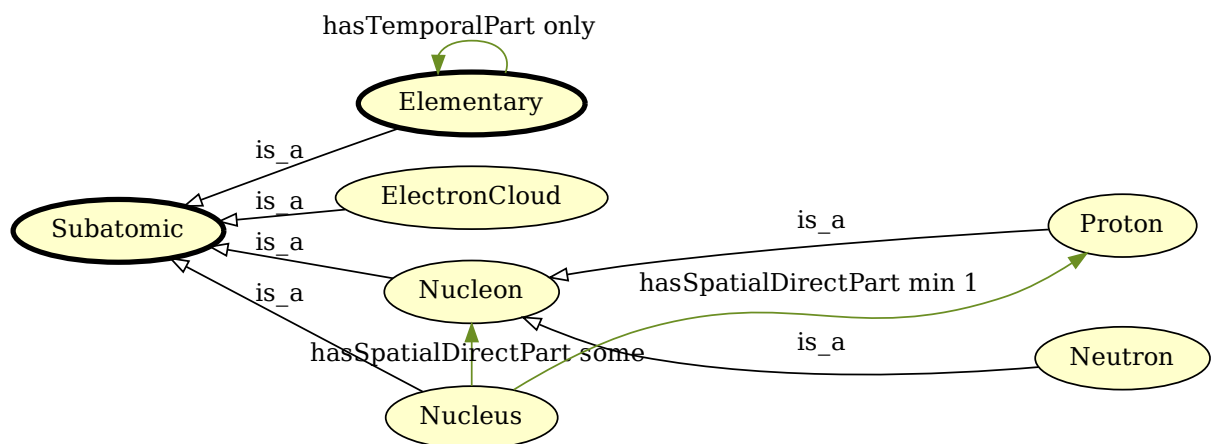 hasTemporalPart only
Elementary
is_a
ElectronCloud
is_a
Subatomic
Proton
is_a
is_a
hasSpatialDirectPart min 1
Nucleon
is_a
is_a
hasSpatialDirectPart some
Neutron
Nucleus